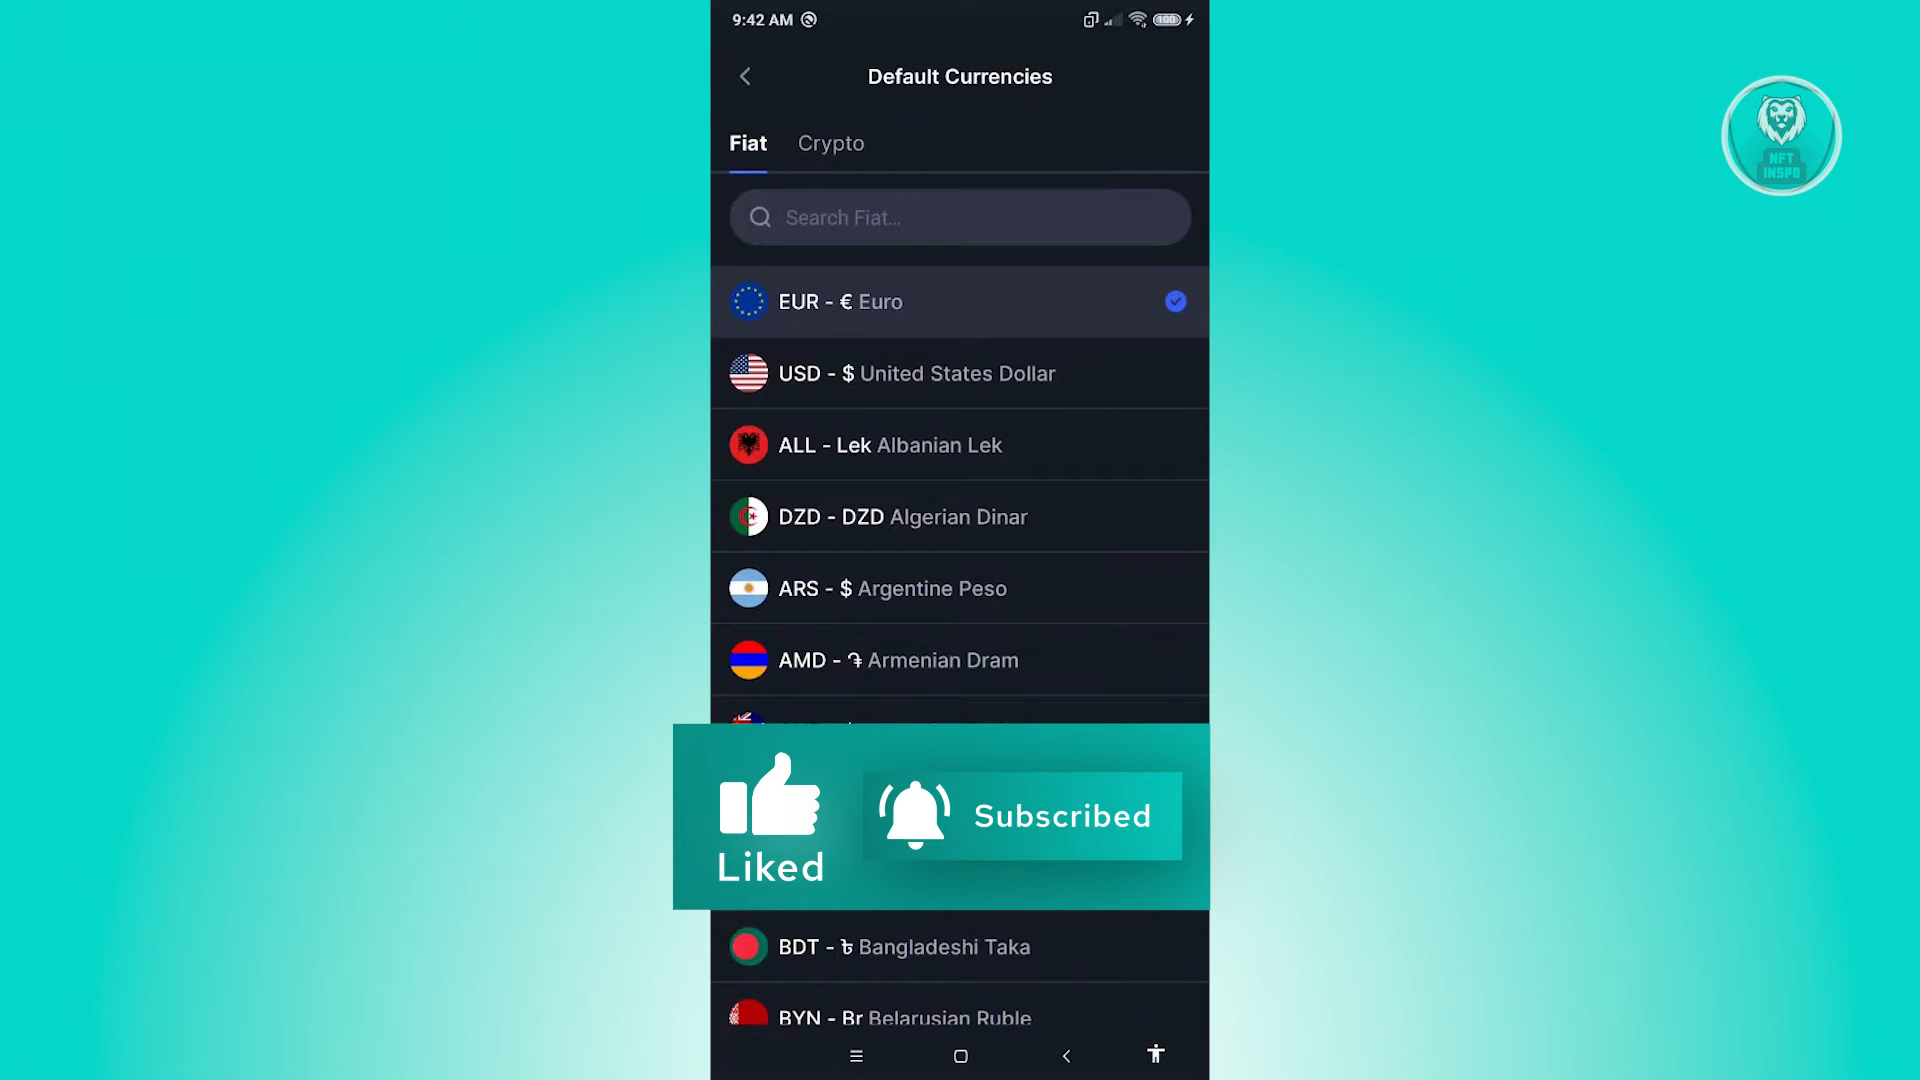 9:42 AM
100
Default Currencies
Fiat Crypto
Search Fiat...
EUR - € Euro
USD - $ United States Dollar
ALL - Lek Albanian Lek
DZD - DZD Algerian Dinar
ARS - $ Argentine Peso
AMD - ֏ Armenian Dram
Liked
Subscribed
BDT - ৳ Bangladeshi Taka
BYN - Br Belarusian Ruble
NFT
INSPO